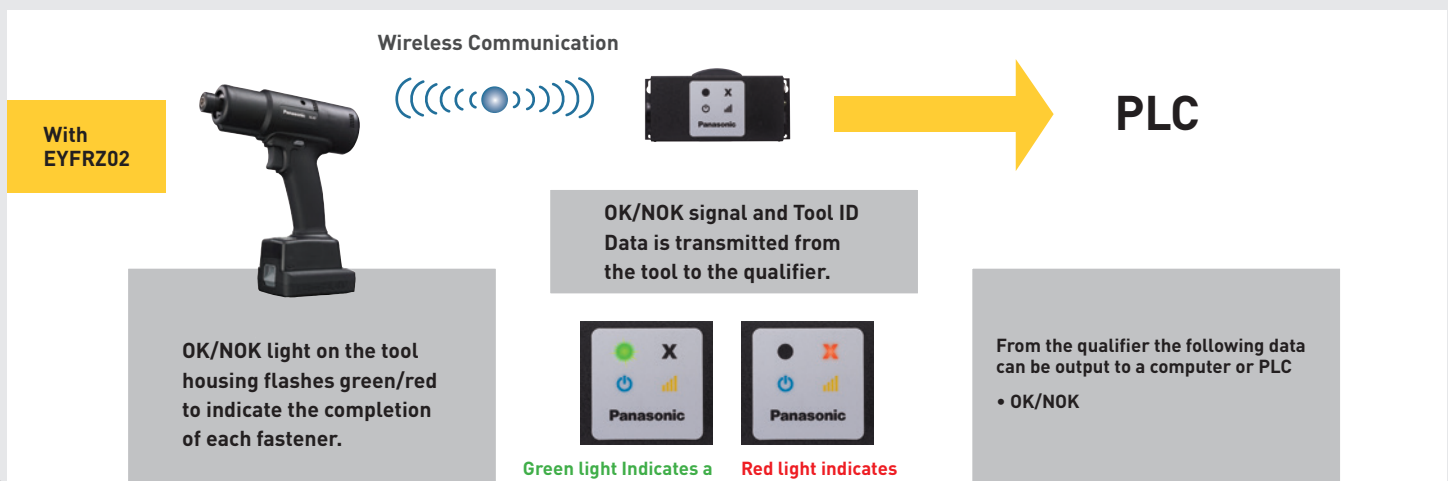 Wireless Communication
With
EYFRZ02
Panasonic
Panasonic
PLC
OK/NOK signal and Tool ID
Data is transmitted from
the tool to the qualifier.
OK/NOK light on the tool
housing flashes green/red
to indicate the completion
of each fastener.
X
Panasonic
X
Panasonic
Green light Indicates a
Red light indicates
From the qualifier the following data
can be output to a computer or PLC
• OK/NOK